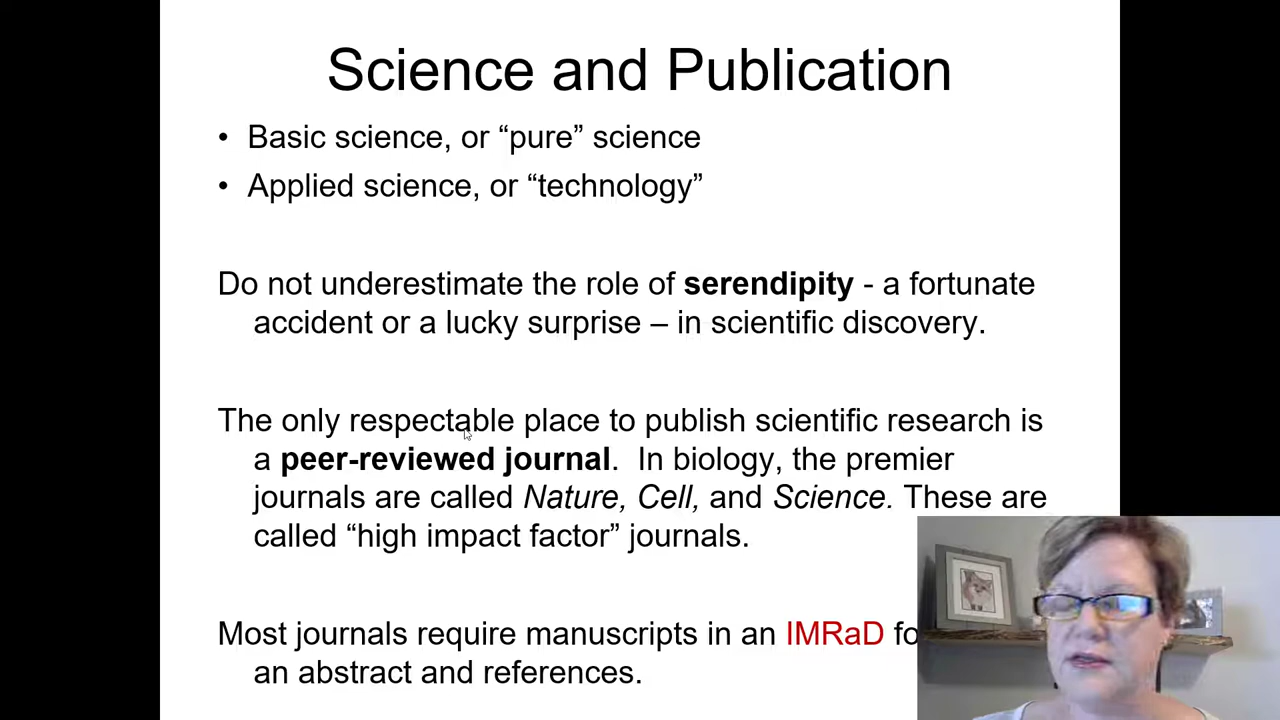 Science and Publication
• Basic science, or “pure” science
• Applied science, or “technology”
Do not underestimate the role of serendipity - a fortunate
accident or a lucky surprise – in scientific discovery.
The only respectable place to publish scientific research is
a peer-reviewed journal. In biology, the premier
journals are called Nature, Cell, and Science. These are
called “high impact factor” journals.
Most journals require manuscripts in an IMRaD
an abstract and references.